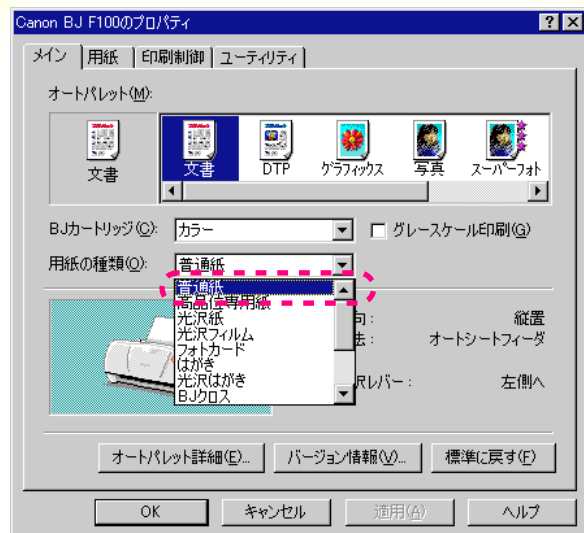 Canon BJ F100のプロパティ
メイン 用紙 印刷制御 ユーティリティ
オートパレット(M):
文書 文書 DTP グラフィックス 写真 スーパーフォト
BJカートリッジ(C): カラー グレースケール印刷(G)
用紙の種類(O): 普通紙
普通紙
高品位専用紙
光沢紙 向: 縦置
光沢フィルム 法: オートシートフィーダ
フォトカード
はがき
光沢はがき Rレバー: 左側へ
BJクロス
オートパレット詳細(E)... バージョン情報(V)... 標準に戻す(F)
OK キャンセル 適用(A) ヘルプ